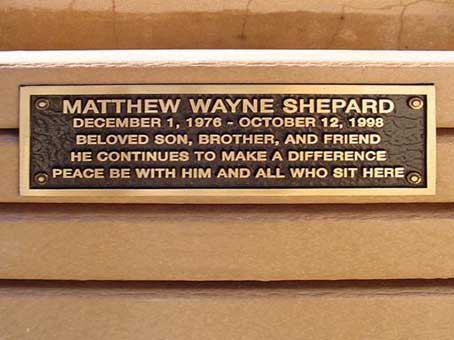 MATTHEW WAYNE SHEPARD
DECEMBER 1, 1976 - OCTOBER 12, 1998
BELOVED SON, BROTHER, AND FRIEND
HE CONTINUES TO MAKE A DIFFERENCE
PEACE BE WITH HIM AND ALL WHO SIT HERE